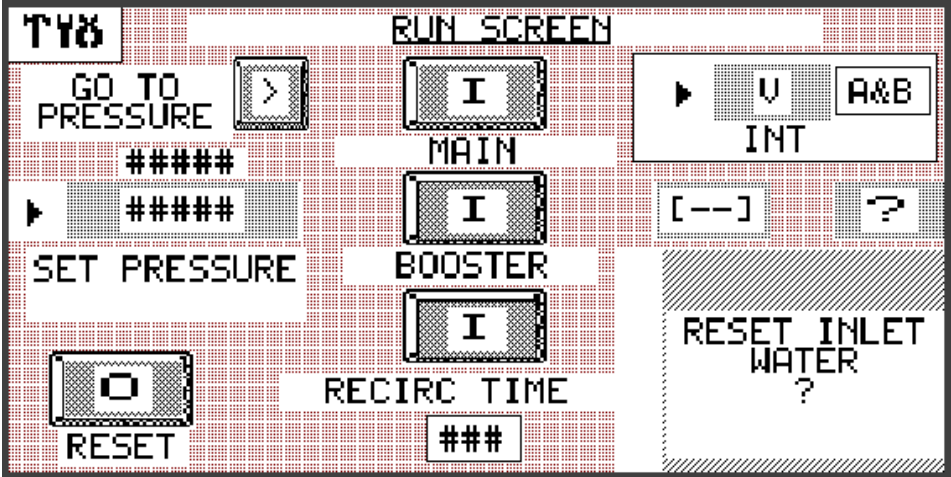 RUN SCREEN
GO TO
PRESSURE
>
#####
#####
SET PRESSURE
O
RESET
I
MAIN
I
BOOSTER
I
RECIRC TIME
###
V
A&B
INT
[--]
?
RESET INLET
WATER
?